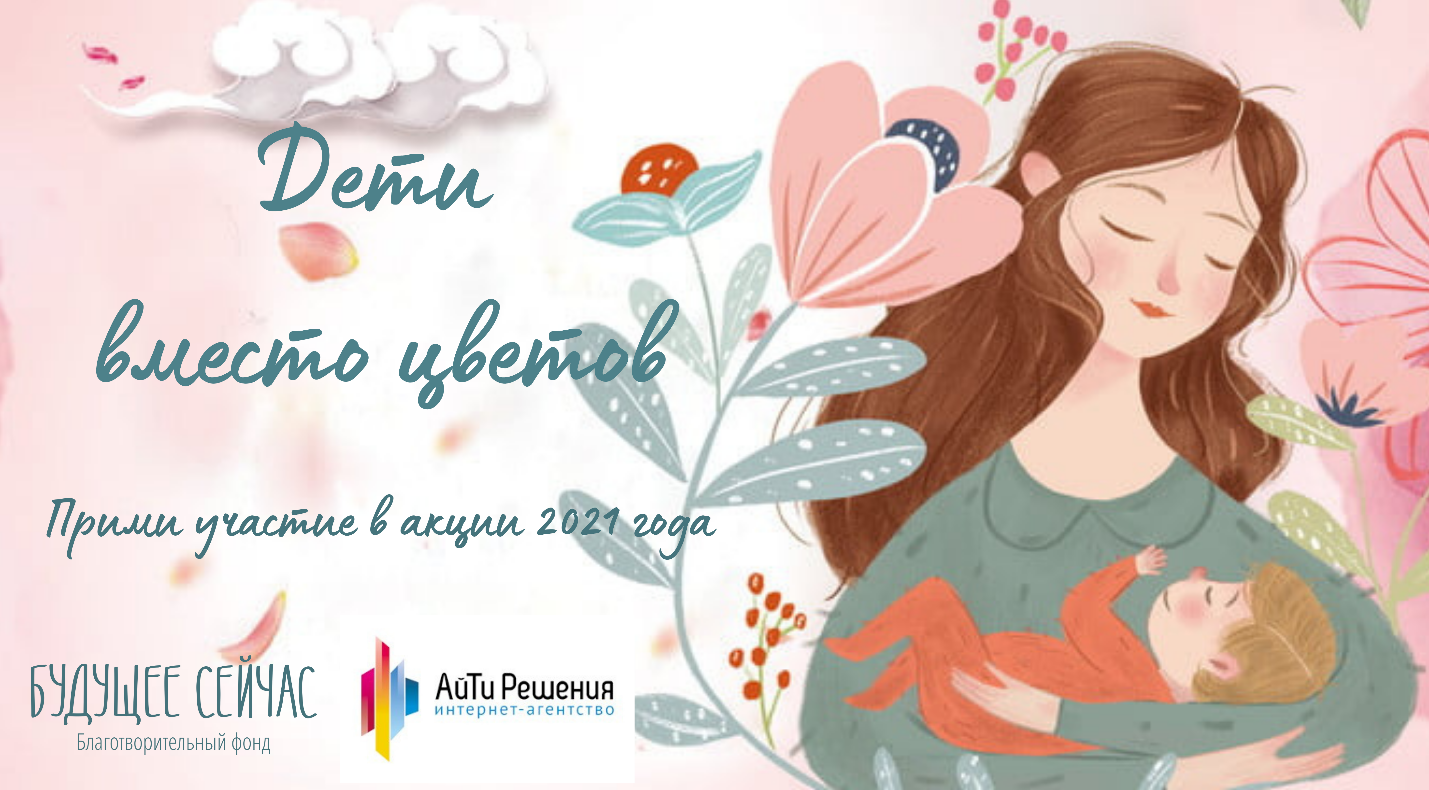 Дети
вместо цветов
Прими участие в акции 2021 года
БУДУЩЕЕ СЕЙЧАС
Благотворительный фонд
АйТи Решения
интернет-агентство